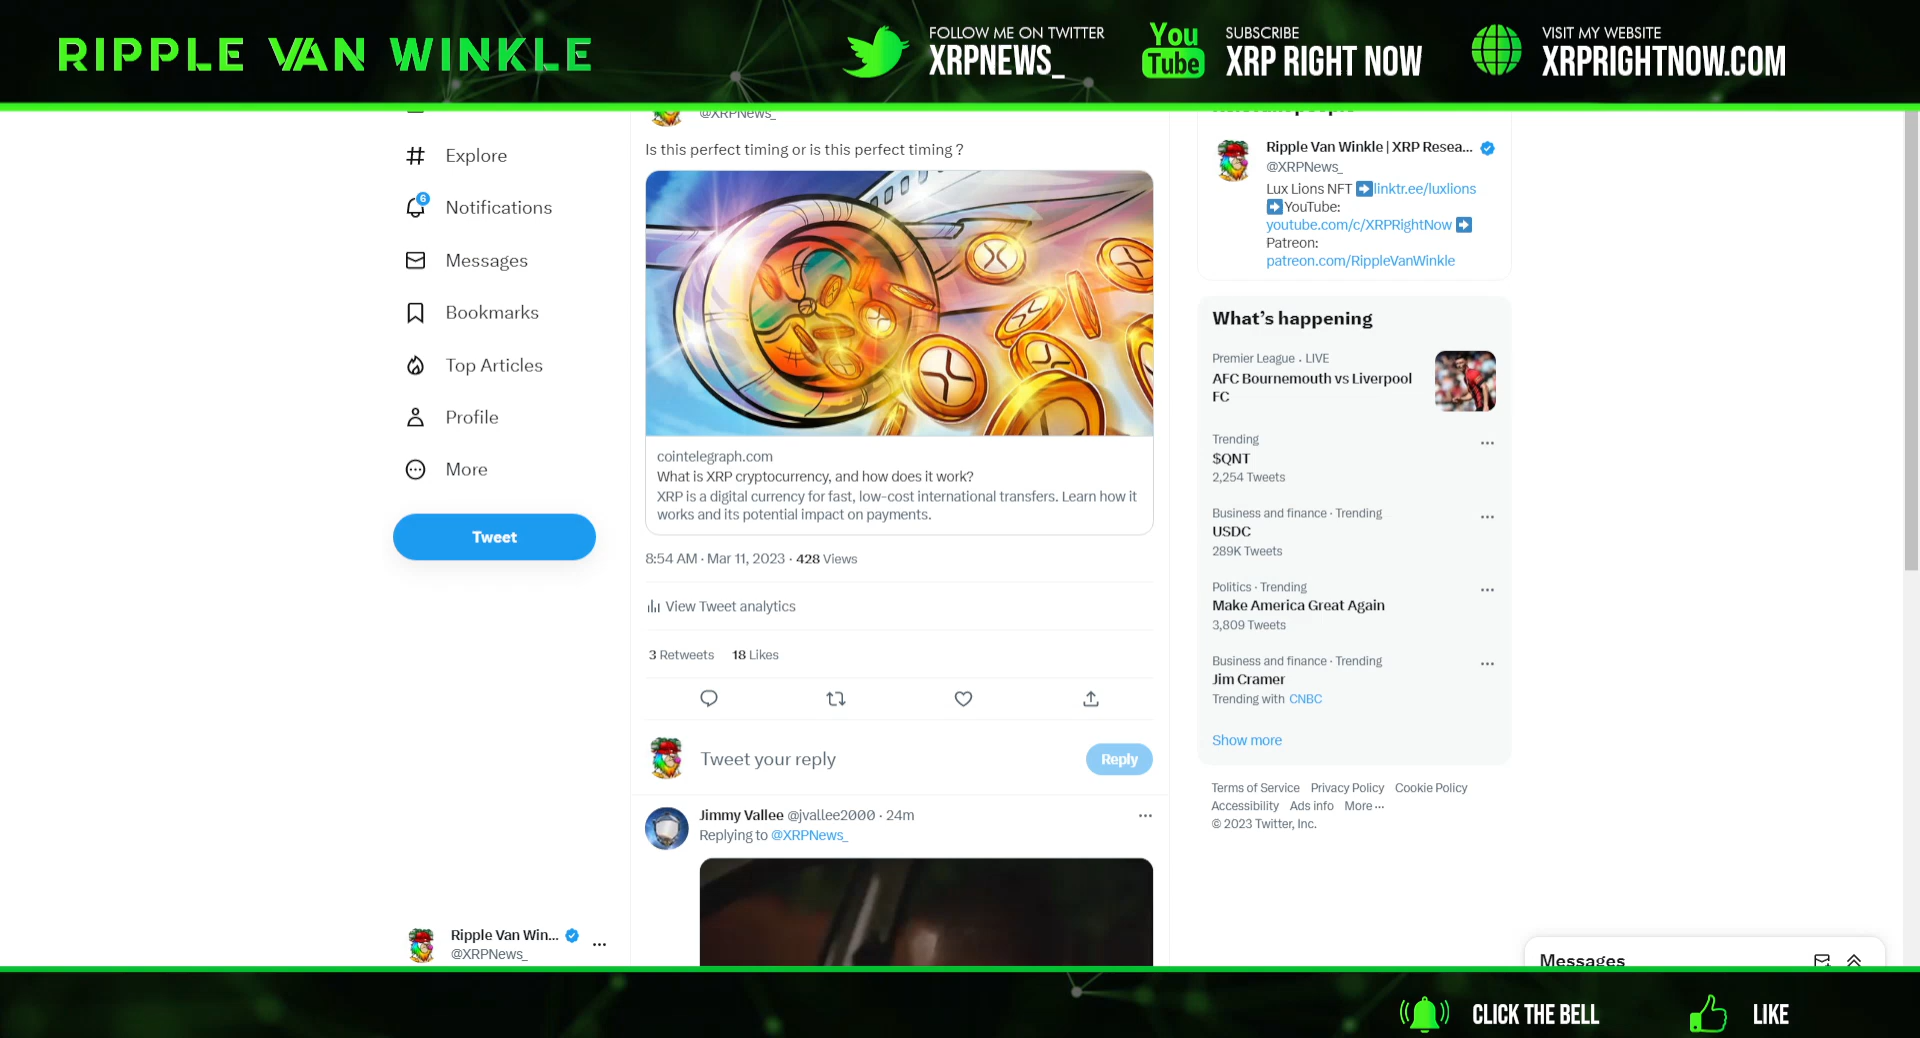 RIPPLE VAN WINKLE
FOLLOW ME ON TWITTER
XRPNEWS_
You
Tube
SUBSCRIBE
XRP RIGHT NOW
VISIT MY WEBSITE
XRPRIGHTNOW.COM
Explore
6
Notifications
Messages
Bookmarks
Top Articles
Profile
More
Tweet
Ripple Van Win...
@XRPNews_
@XRPNews_
Is this perfect timing or is this perfect timing ?
cointelegraph.com
What is XRP cryptocurrency, and how does it work?
XRP is a digital currency for fast, low-cost international transfers. Learn how it
works and its potential impact on payments.
8:54 AM · Mar 11, 2023 · 428 Views
View Tweet analytics
3 Retweets 18 Likes
Tweet your reply
Reply
Jimmy Vallee @jvallee2000 · 24m
Replying to @XRPNews_
Ripple Van Winkle | XRP Resea...
@XRPNews_
Lux Lions NFT ➡linktr.ee/luxlions
➡YouTube:
youtube.com/c/XRPRightNow ➡
Patreon:
patreon.com/RippleVanWinkle
What's happening
Premier League · LIVE
AFC Bournemouth vs Liverpool
FC
Trending
$QNT
2,254 Tweets
Business and finance · Trending
USDC
289K Tweets
Politics · Trending
Make America Great Again
3,809 Tweets
Business and finance · Trending
Jim Cramer
Trending with CNBC
Show more
Terms of Service Privacy Policy Cookie Policy
Accessibility Ads info More ···
© 2023 Twitter, Inc.
Messages
CLICK THE BELL
LIKE